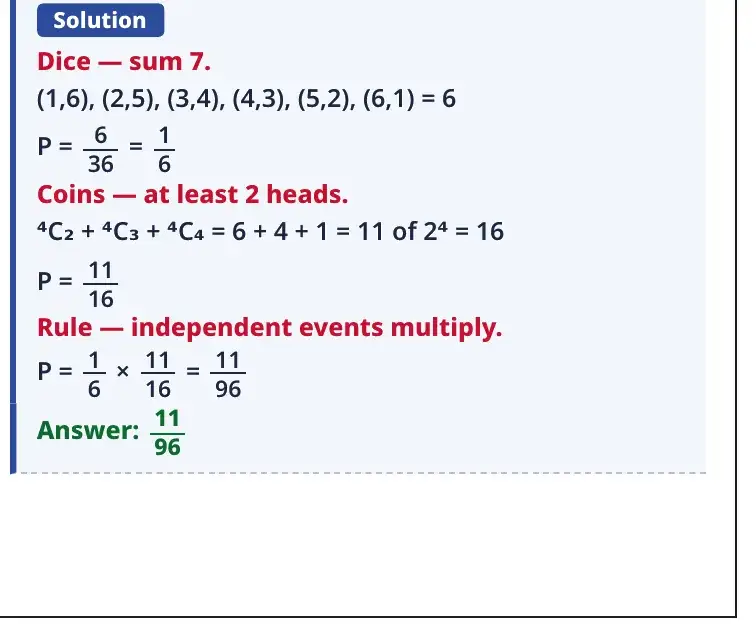 Solution
Dice — sum 7.
(1,6), (2,5), (3,4), (4,3), (5,2), (6,1) = 6
P = 6/36 = 1/6
Coins — at least 2 heads.
⁴C₂ + ⁴C₃ + ⁴C₄ = 6 + 4 + 1 = 11 of 2⁴ = 16
P = 11/16
Rule — independent events multiply.
P = 1/6 × 11/16 = 11/96
Answer: 11/96